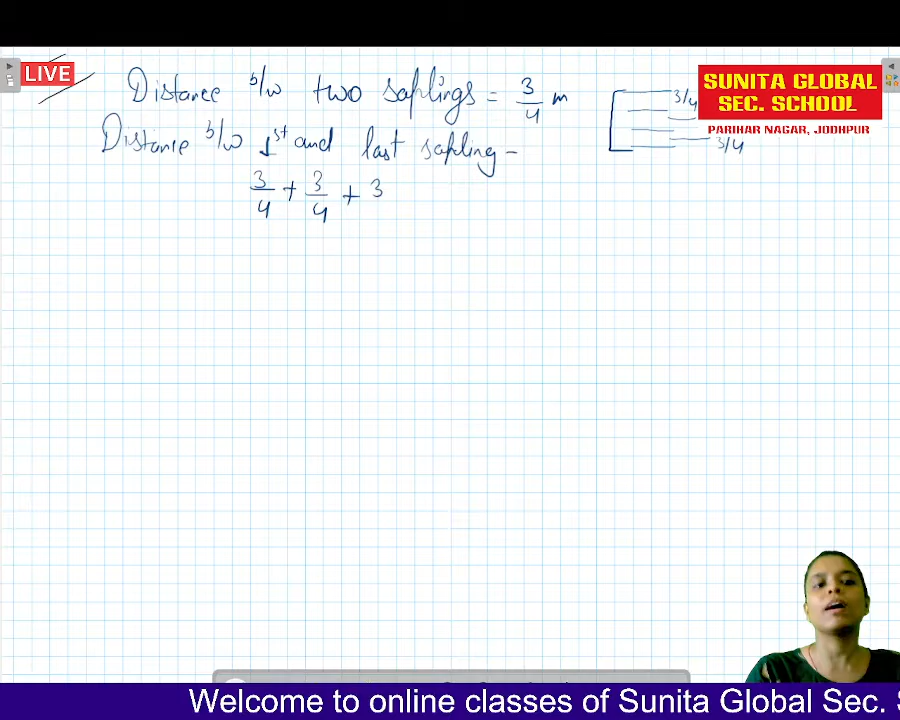 LIVE
Distance b/w two saplings = 3/4 m
3/4
SUNITA GLOBAL
SEC. SCHOOL
PARIHAR NAGAR, JODHPUR
Distance b/w 1st and last sapling -
3/4
3/4 + 3/4 + 3
Welcome to online classes of Sunita Global Sec.